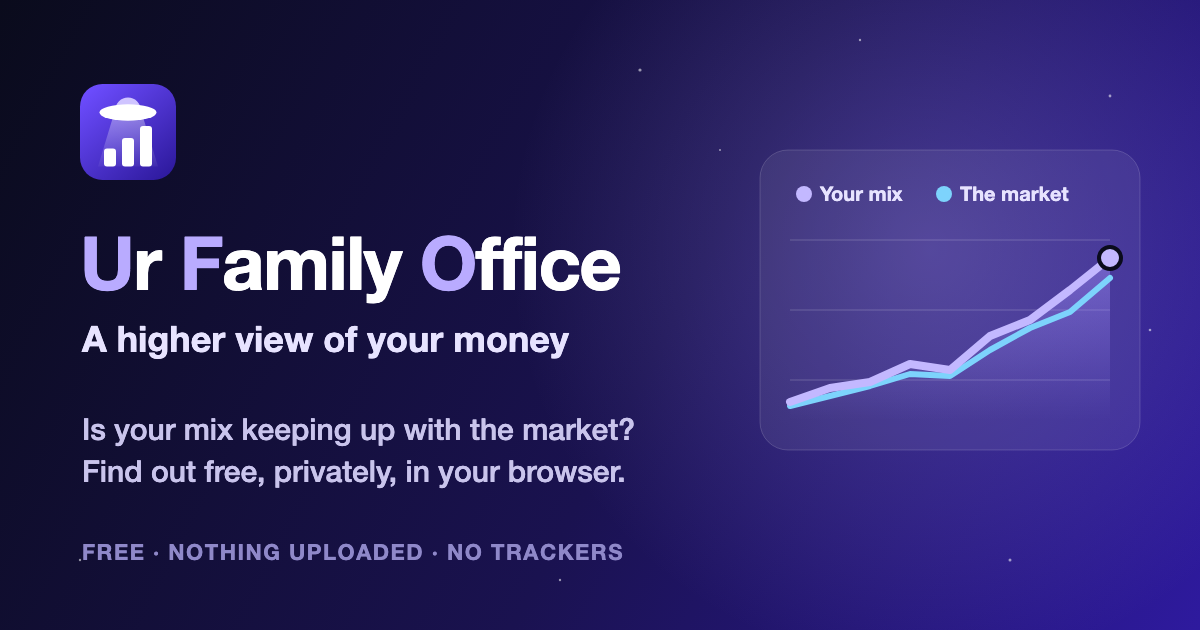 Ur Family Office
A higher view of your money
Is your mix keeping up with the market?
Find out free, privately, in your browser.
FREE · NOTHING UPLOADED · NO TRACKERS
Your mix
The market